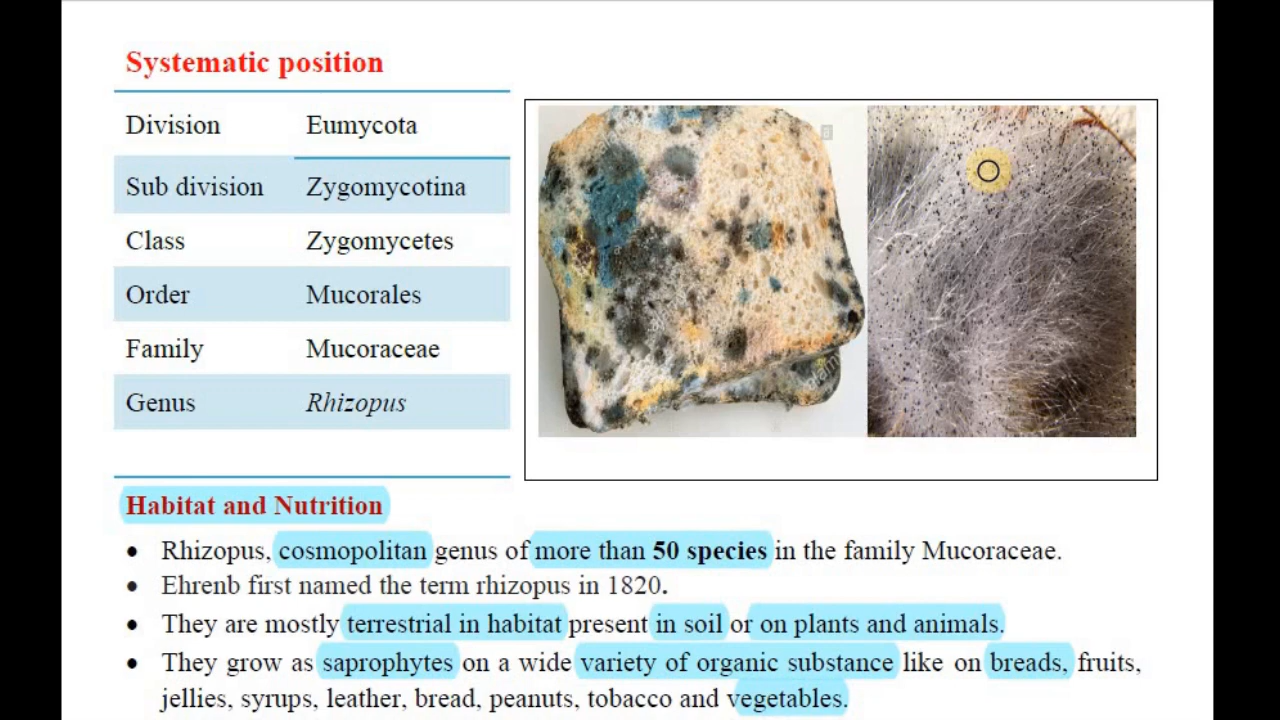 Systematic position
Division Eumycota
Sub division Zygomycotina
Class Zygomycetes
Order Mucorales
Family Mucoraceae
Genus Rhizopus
Habitat and Nutrition
• Rhizopus, cosmopolitan genus of more than 50 species in the family Mucoraceae.
• Ehrenb first named the term rhizopus in 1820.
• They are mostly terrestrial in habitat present in soil or on plants and animals.
• They grow as saprophytes on a wide variety of organic substance like on breads, fruits,
jellies, syrups, leather, bread, peanuts, tobacco and vegetables.